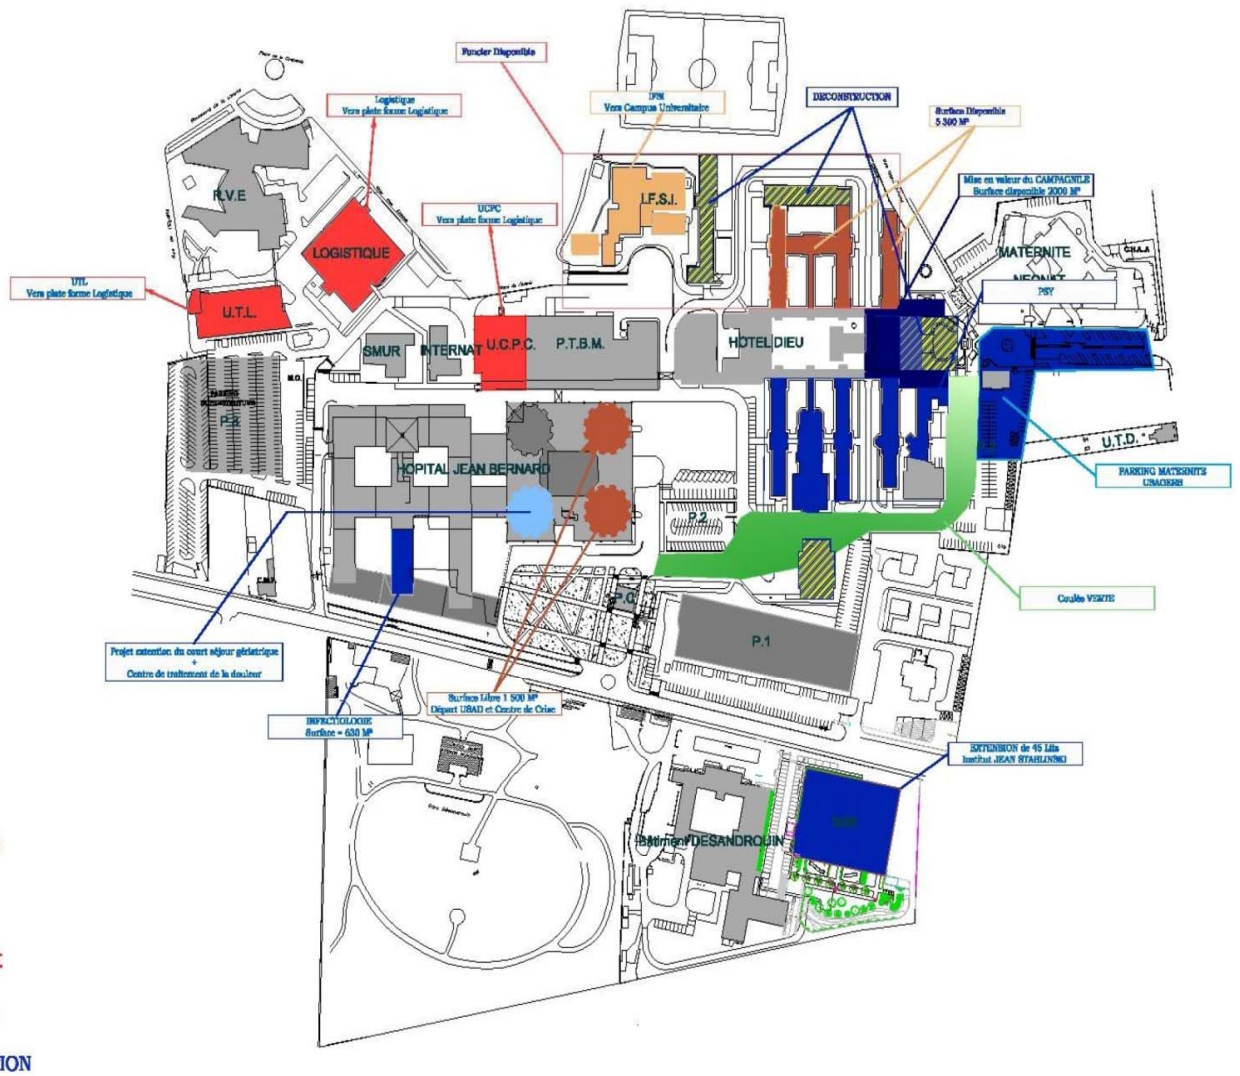 Foncier Disponible
IFSI
Vers Campus Universitaire
DECONSTRUCTION
Surface Disponible
5 300 M²
Logistique
Vers plate forme Logistique
Mise en valeur du CAMPAGNILE
Surface disponible 2000 M²
R.V.E
I.F.S.I.
UCPC
Vers plate forme Logistique
LOGISTIQUE
MATERNITE
NEONAT
C.H.A.A
PSY
UTL
Vers plate forme Logistique
U.T.L.
SMUR
INTERNAT
U.C.P.C.
P.T.B.M.
HOTEL DIEU
M.O.
PARKING
P.3
U.T.D.
HOPITAL JEAN BERNARD
PARKING MATERNITE
USAGERS
P.2
P.C
Coulée VERTE
P.1
Projet extention du court séjour gériatrique
+
Centre de traitement de la douleur
Surface Libre 1 500 M²
Départ USAD et Centre de Crise
INFECTIOLOGIE
Surface = 630 M²
EXTENSION de 45 Lits
Institut JEAN STABLINSKI
Bâtiment DESANDROUIN
ION